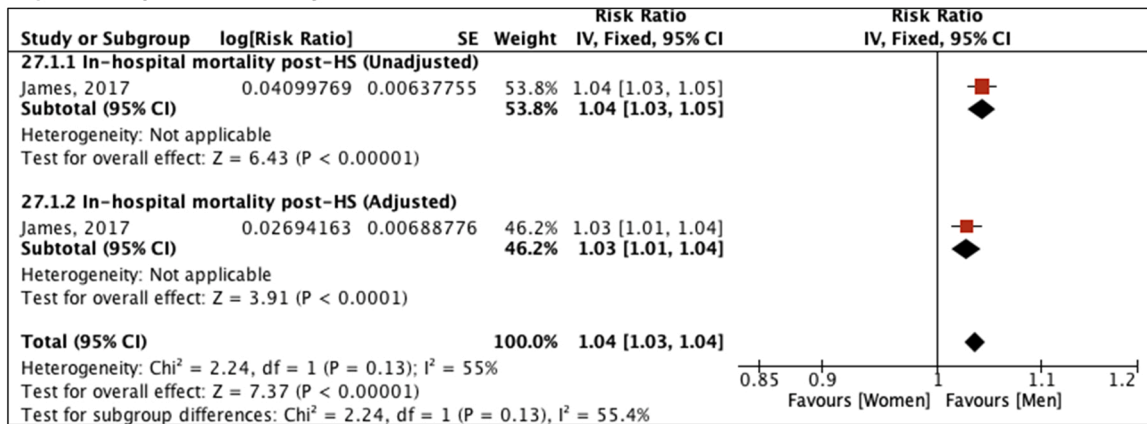 Risk Ratio Risk Ratio
Study or Subgroup log[Risk Ratio] SE Weight IV, Fixed, 95% CI IV, Fixed, 95% CI
27.1.1 In-hospital mortality post-HS (Unadjusted)
James, 2017 0.04099769 0.00637755 53.8% 1.04 [1.03, 1.05]
Subtotal (95% CI) 53.8% 1.04 [1.03, 1.05]
Heterogeneity: Not applicable
Test for overall effect: Z = 6.43 (P < 0.00001)
27.1.2 In-hospital mortality post-HS (Adjusted)
James, 2017 0.02694163 0.00688776 46.2% 1.03 [1.01, 1.04]
Subtotal (95% CI) 46.2% 1.03 [1.01, 1.04]
Heterogeneity: Not applicable
Test for overall effect: Z = 3.91 (P < 0.0001)
Total (95% CI) 100.0% 1.04 [1.03, 1.04]
Heterogeneity: Chi² = 2.24, df = 1 (P = 0.13); I² = 55%
Test for overall effect: Z = 7.37 (P < 0.00001)
Test for subgroup differences: Chi² = 2.24, df = 1 (P = 0.13), I² = 55.4%
0.85 0.9 1 1.1 1.2
Favours [Women] Favours [Men]